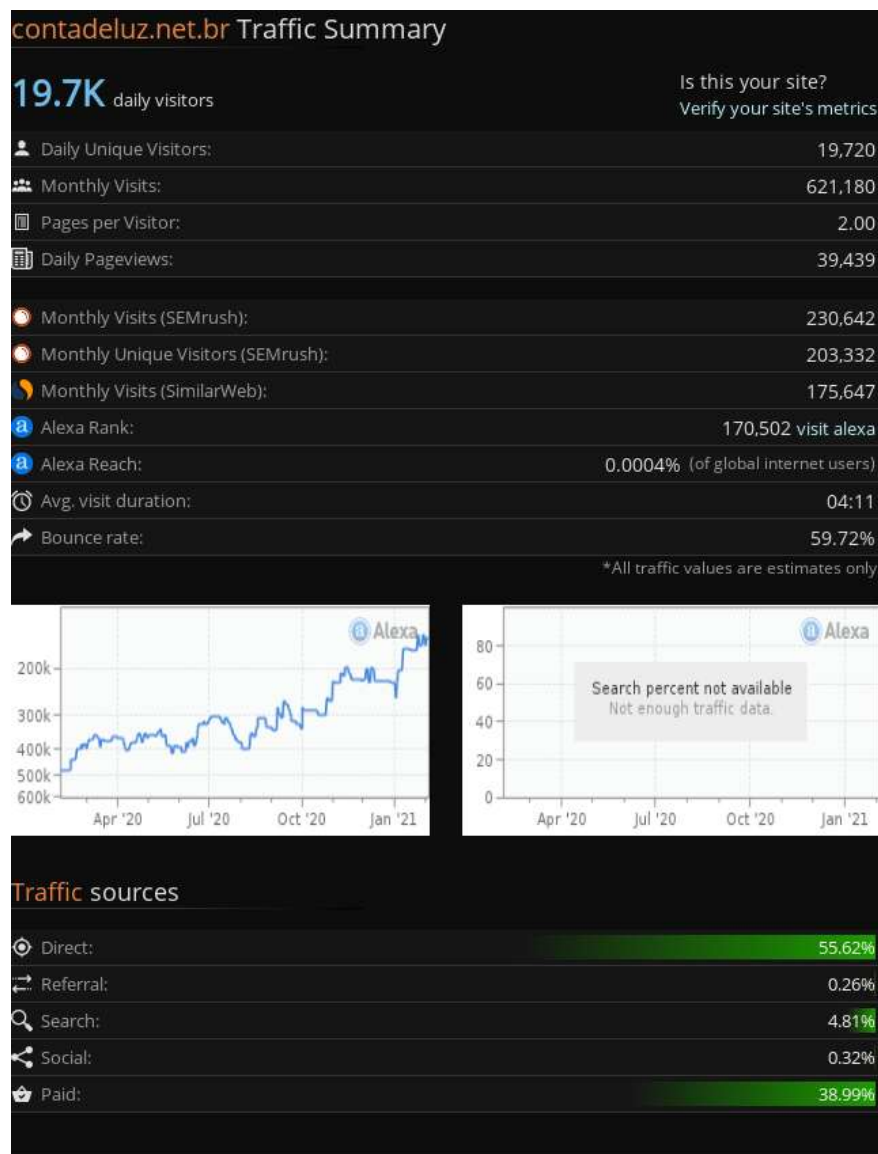 contadeluz.net.br Traffic Summary
19.7K daily visitors
Is this your site?
Verify your site's metrics
Daily Unique Visitors: 19,720
Monthly Visits: 621,180
Pages per Visitor: 2.00
Daily Pageviews: 39,439
Monthly Visits (SEMrush): 230,642
Monthly Unique Visitors (SEMrush): 203,332
Monthly Visits (SimilarWeb): 175,647
a Alexa Rank: 170,502 visit alexa
a Alexa Reach: 0.0004% (of global internet users)
Avg. visit duration: 04:11
Bounce rate: 59.72%
*All traffic values are estimates only
a Alexa
200k
300k
400k
500k
600k
Apr '20 Jul '20 Oct '20 Jan '21
a Alexa
80
60
40
20
0
Search percent not available
Not enough traffic data.
Apr '20 Jul '20 Oct '20 Jan '21
Traffic sources
Direct: 55.62%
Referral: 0.26%
Search: 4.81%
Social: 0.32%
Paid: 38.99%